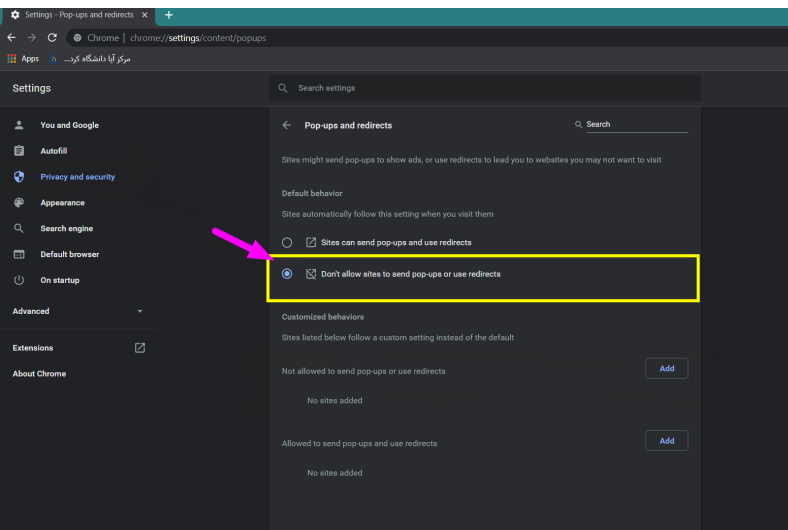 Settings - Pop-ups and redirects
Chrome | chrome://settings/content/popups
Apps
مرکز آپا دانشگاه کرد...
Settings
Search settings
You and Google
Autofill
Privacy and security
Appearance
Search engine
Default browser
On startup
Advanced
Extensions
About Chrome
Pop-ups and redirects
Search
Sites might send pop-ups to show ads, or use redirects to lead you to websites you may not want to visit
Default behavior
Sites automatically follow this setting when you visit them
Sites can send pop-ups and use redirects
Don't allow sites to send pop-ups or use redirects
Customized behaviors
Sites listed below follow a custom setting instead of the default
Not allowed to send pop-ups or use redirects
Add
No sites added
Allowed to send pop-ups and use redirects
Add
No sites added